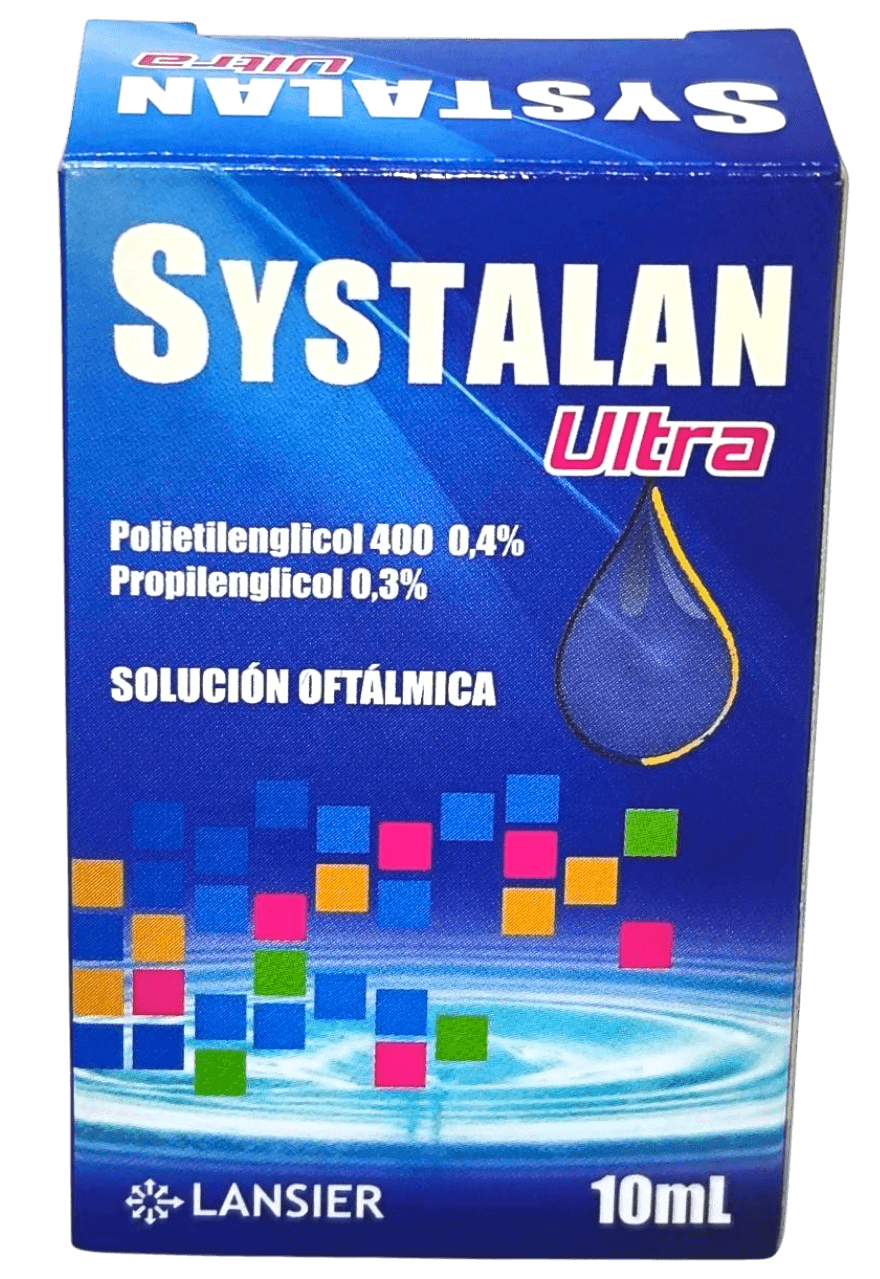 SYSTALAN
Ultra
SYSTALAN
Ultra
Polietilenglicol 400 0,4%
Propilenglicol 0,3%
SOLUCIÓN OFTÁLMICA
LANSIER
10mL